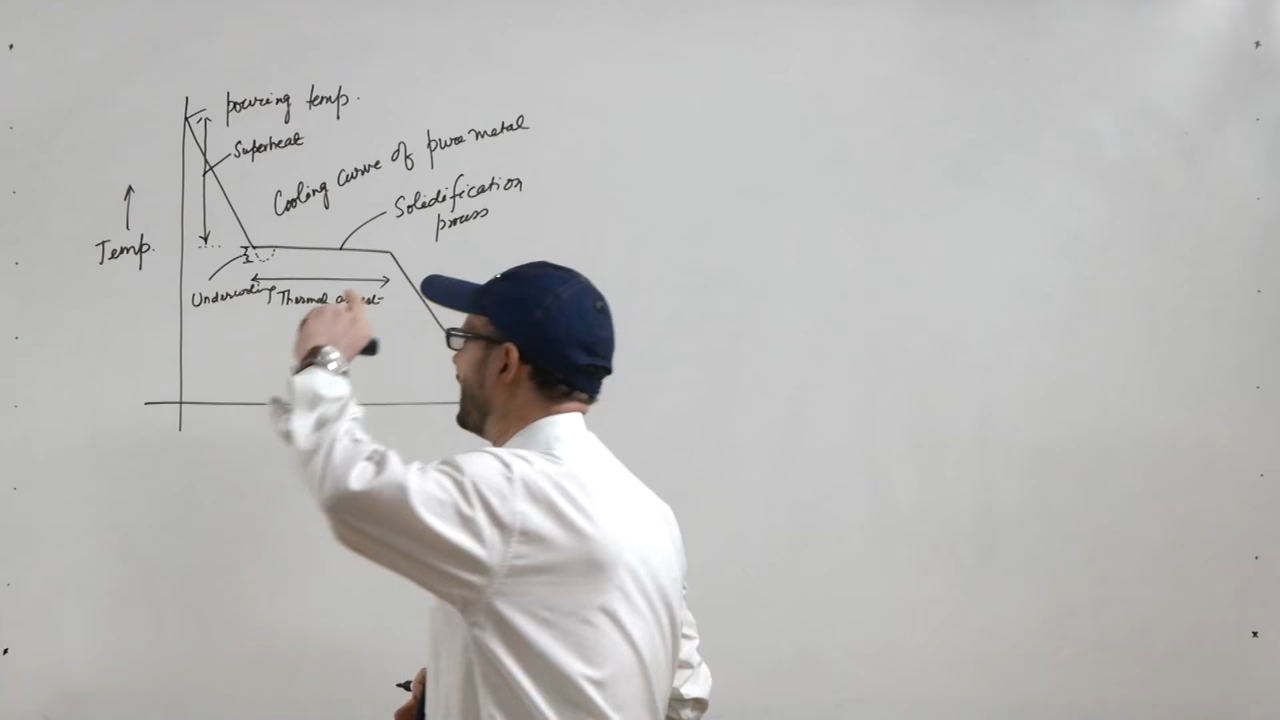 pouring temp.
Superheat
Cooling curve of pure metal
Solidification
process
Temp.
Undercooling
Thermal